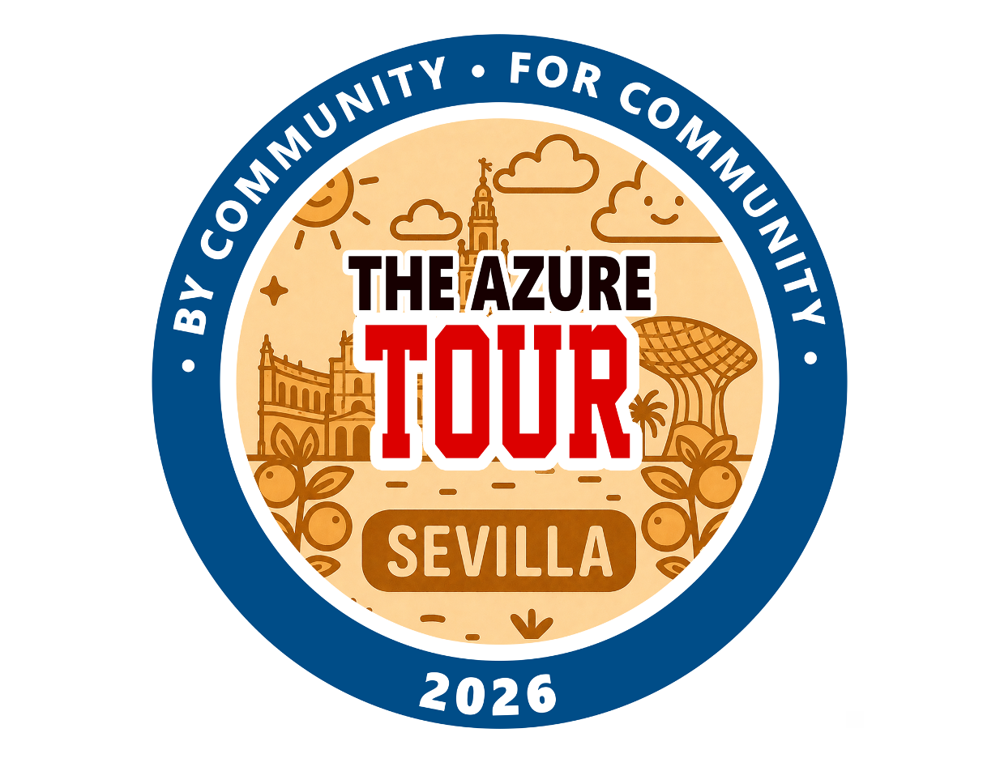 • BY COMMUNITY • FOR COMMUNITY •
THE AZURE
TOUR
SEVILLA
2026